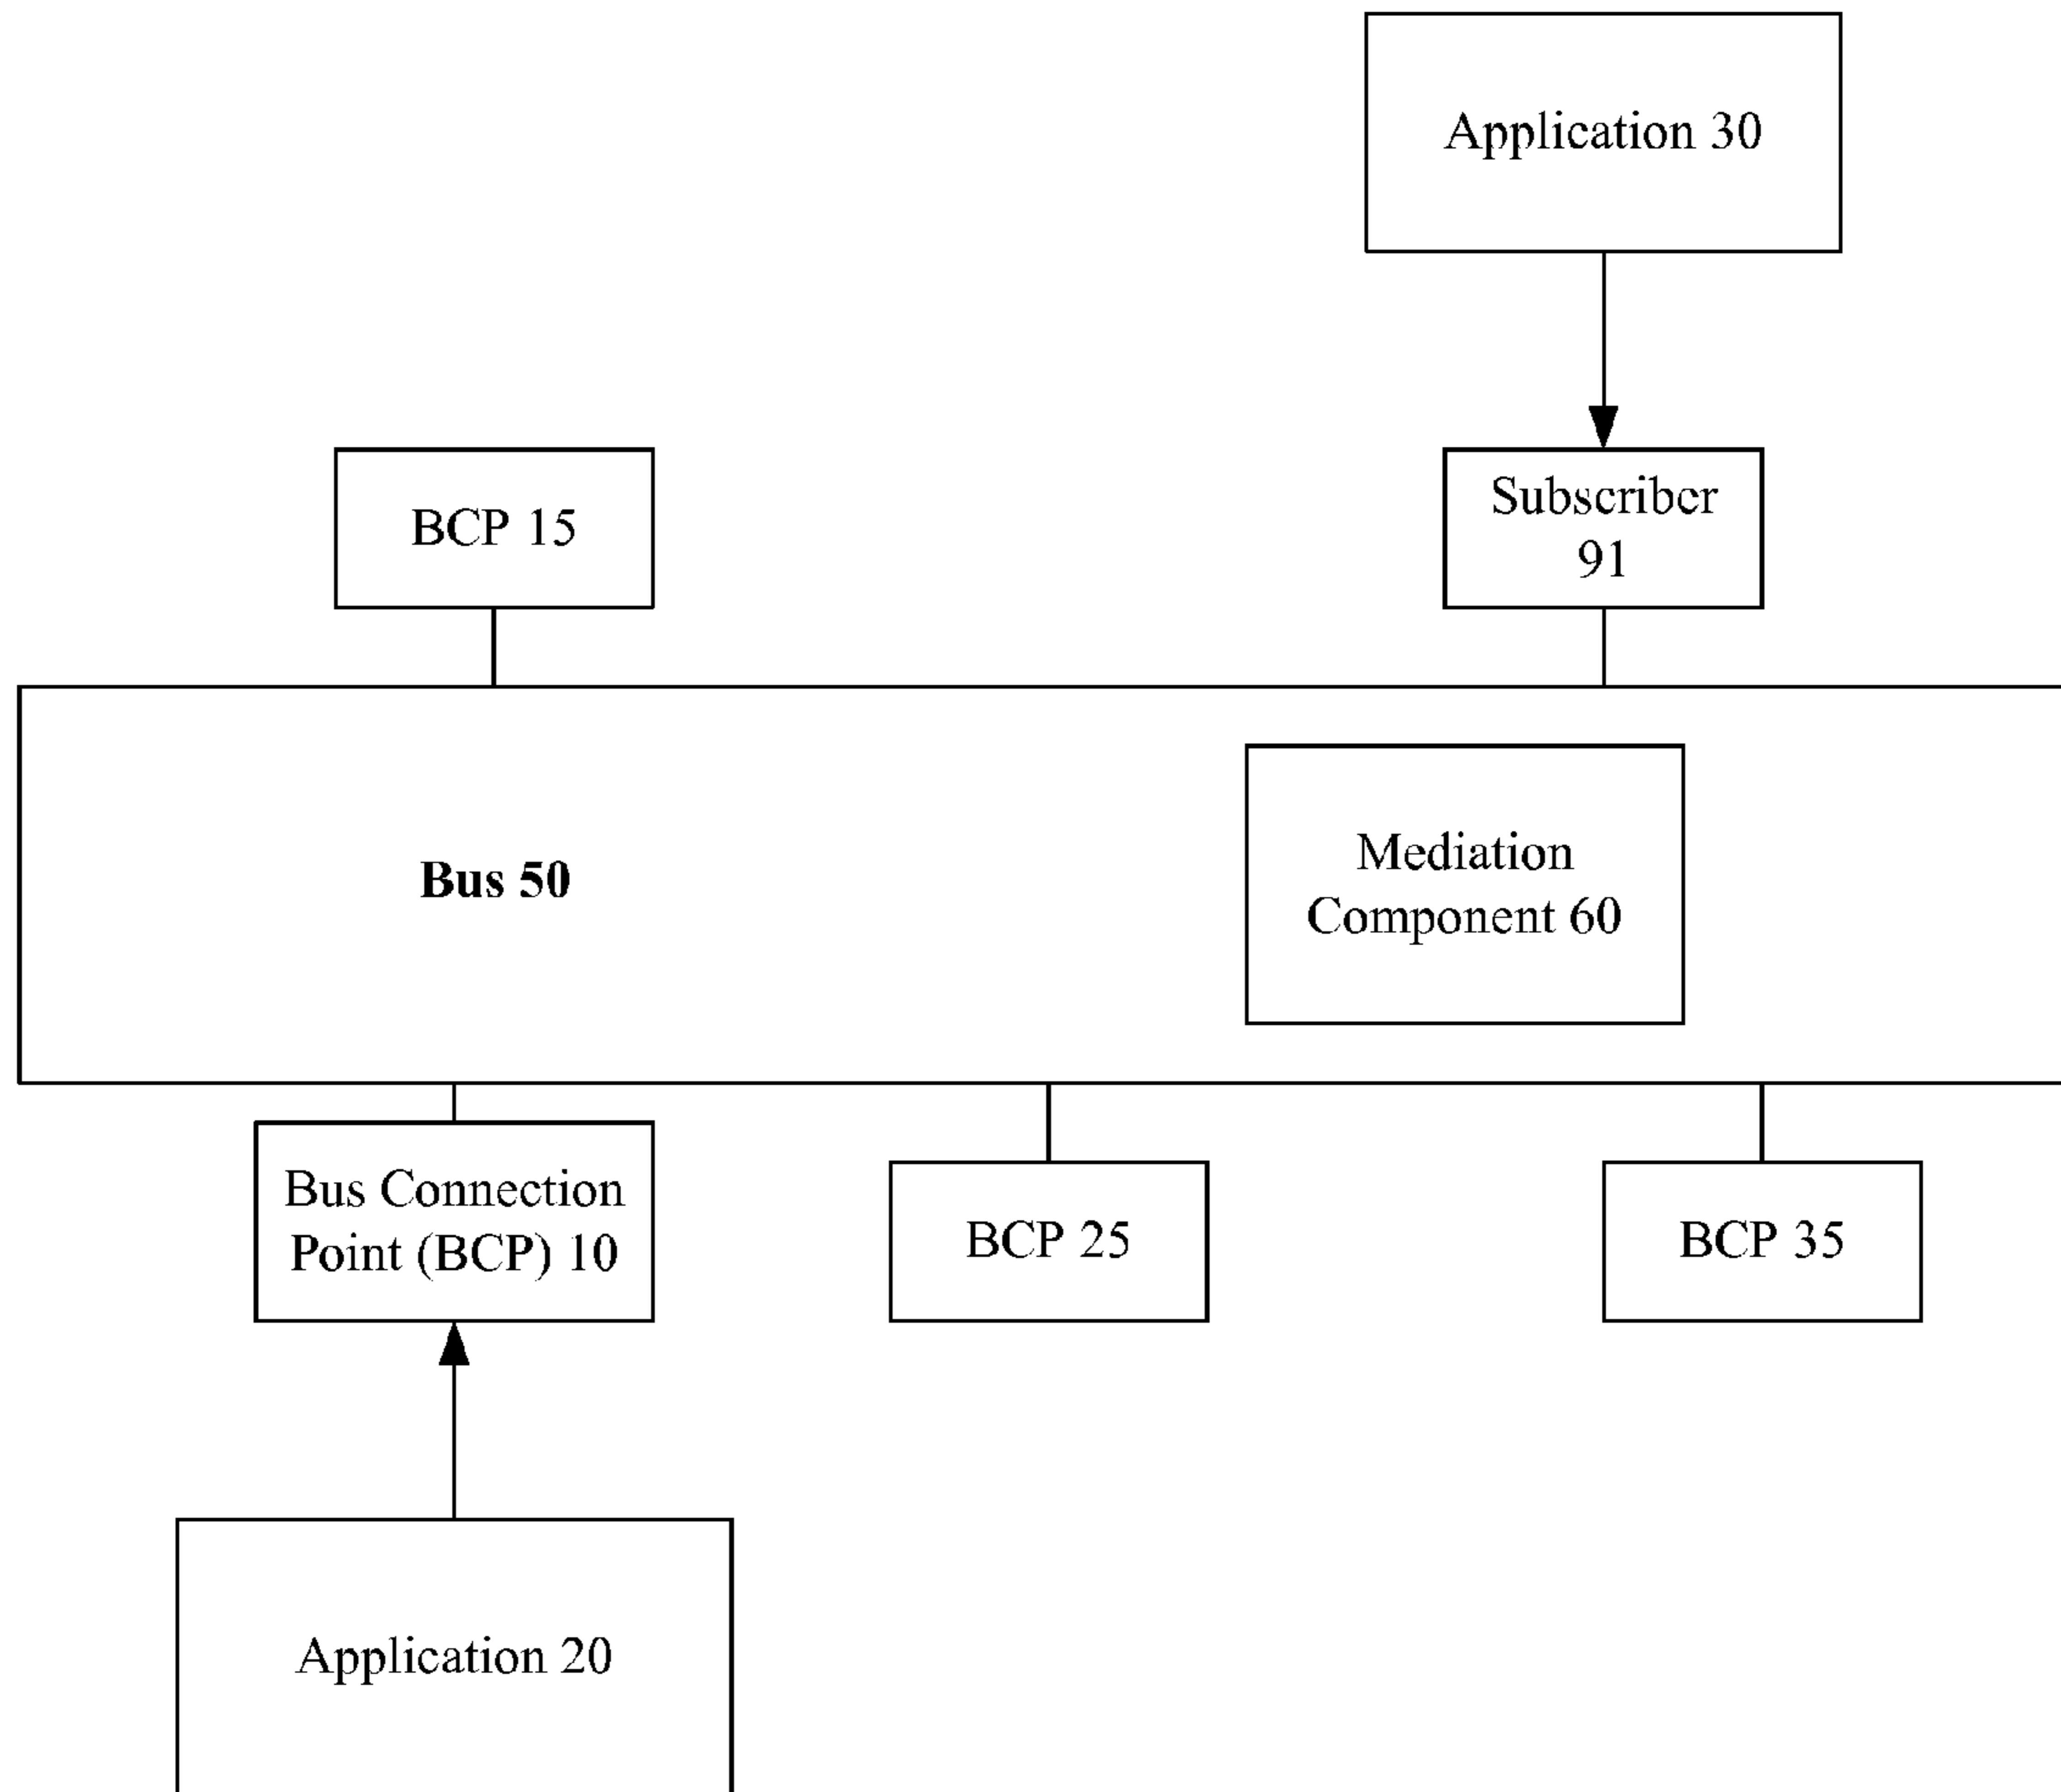 Application 30
BCP 15
Subscriber
91
Bus 50
Mediation
Component 60
Bus Connection
Point (BCP) 10
BCP 25
BCP 35
Application 20